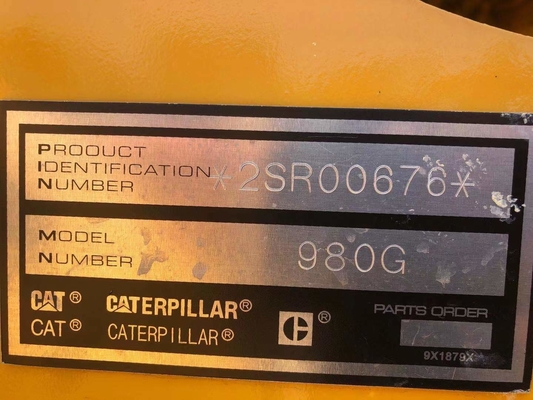 PRODUCT
IDENTIFICATION
NUMBER
*2SR00676*
MODEL
NUMBER
980G
CAT® CATERPILLAR®
CAT® CATERPILLAR®
C®
PARTS ORDER
9X1879X